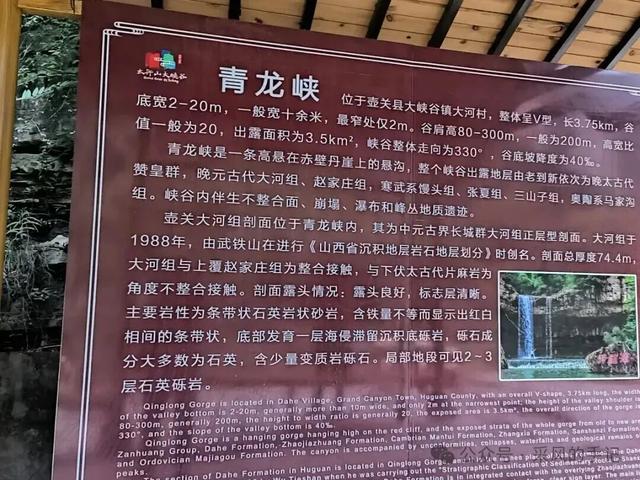 太行山大峡谷
青龙峡
位于壶关县大峡谷镇大河村，整体呈V型，长3.75km，谷
底宽2-20m，一般宽十余米，最窄处仅2m。谷肩高80-300m，一般为200m，高宽比
值一般为20，出露面积为3.5km²，峡谷整体走向为330°，谷底坡降度为40‰。
青龙峡是一条高悬在赤壁丹崖上的悬沟，整个峡谷出露地层由老到新依次为晚太古代
赞皇群，晚元古代大河组、赵家庄组，寒武系馒头组、张夏组、三山子组，奥陶系马家沟
组。峡谷内伴生不整合面、崩塌、瀑布和峰丛地质遗迹。
壶关大河组剖面位于青龙峡内，其为中元古界长城群大河组正层型剖面。大河组于
1988年，由武铁山在进行《山西省沉积地层岩石地层划分》时创名。剖面总厚度74.4m，
大河组与上覆赵家庄组为整合接触，与下伏太古代片麻岩为
角度不整合接触。剖面露头情况：露头良好，标志层清晰。
主要岩性为条带状石英岩状砂岩，含铁量不等而显示出红白
相间的条带状，底部发育一层海侵滞留沉积底砾岩，砾石成
分大多数为石英，含少量变质岩砾石。局部地段可见2~3
层石英砾岩。
Qinglong Gorge is located in Dahe Village, Grand Canyon Town, Huguan County, with an overall V-shape, 3.75km long, the width
of the valley bottom is 2-20m, generally more than 10m wide, and only 2m at the narrowest point; the height of the valley shoulder is
80-300m, generally 200m, the height to width ratio is generally 20, the exposed area is 3.5km², the overall direction of the gorge is
330°, and the slope of the valley bottom is 40‰.
Qinglong Gorge is a hanging gorge hanging high on the red cliff, and the exposed strata of the whole gorge from old to new are
Zanhuang Group, Dahe Formation, Zhaojiazhuang Formation, Cambrian Mantui Formation, Zhangxia Formation, Sanshanzi Formation,
and Ordovician Majiagou Formation. The canyon is accompanied by unconformities, collapses, waterfalls and
The section of Dahe Formation in Huguan is located in Qinglong Gorge
by Wu Tieshan when he was carrying out the "Stratigraphic Classification of Sedimentary
Formation is in integrated contact with the overlying Zhaojiazhuang
公众号